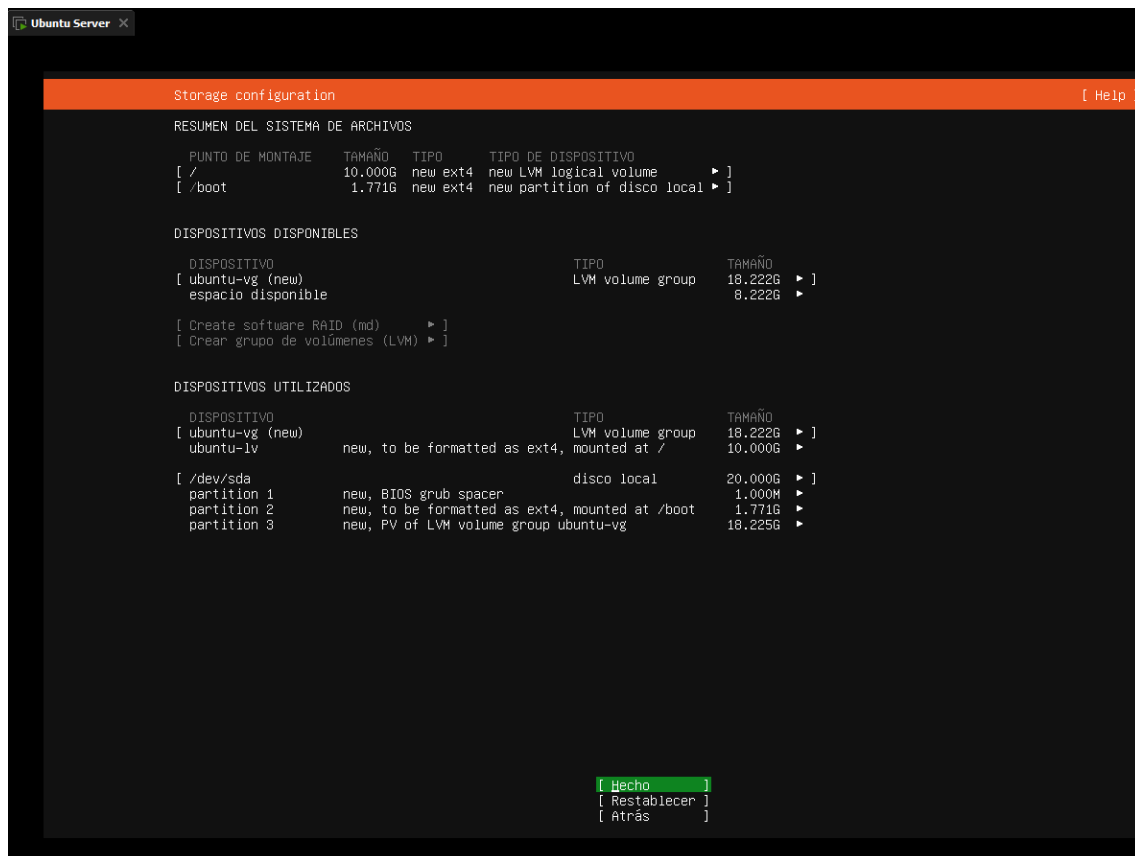 Ubuntu Server
Storage configuration [ Help ]
RESUMEN DEL SISTEMA DE ARCHIVOS
PUNTO DE MONTAJE TAMAÑO TIPO TIPO DE DISPOSITIVO
[ / 10.000G new ext4 new LVM logical volume ▸ ]
[ /boot 1.771G new ext4 new partition of disco local ▸ ]
DISPOSITIVOS DISPONIBLES
DISPOSITIVO TIPO TAMAÑO
[ ubuntu-vg (new) LVM volume group 18.222G ▸ ]
espacio disponible 8.222G ▸
[ Create software RAID (md) ▸ ]
[ Crear grupo de volúmenes (LVM) ▸ ]
DISPOSITIVOS UTILIZADOS
DISPOSITIVO TIPO TAMAÑO
[ ubuntu-vg (new) LVM volume group 18.222G ▸ ]
ubuntu-lv new, to be formatted as ext4, mounted at / 10.000G ▸
[ /dev/sda disco local 20.000G ▸ ]
partition 1 new, BIOS grub spacer 1.000M ▸
partition 2 new, to be formatted as ext4, mounted at /boot 1.771G ▸
partition 3 new, PV of LVM volume group ubuntu-vg 18.225G ▸
[ Hecho ]
[ Restablecer ]
[ Atrás ]